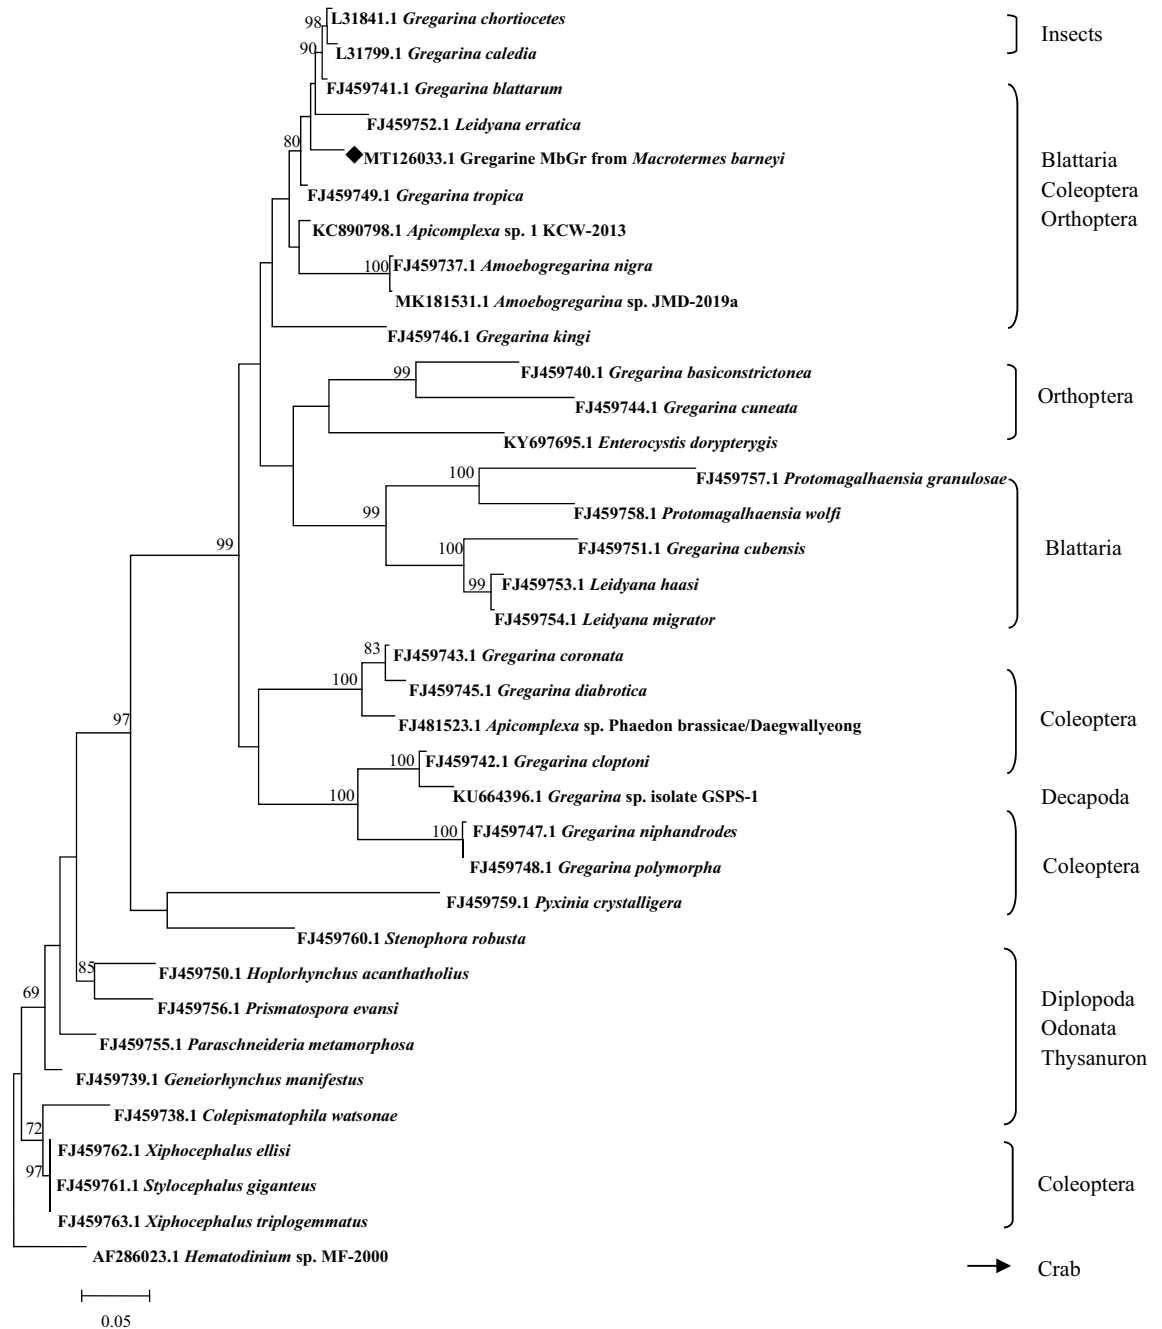 98
L31841.1 Gregarina chortiocetes
Insects
90
L31799.1 Gregarina caledia
FJ459741.1 Gregarina blattarum
FJ459752.1 Leidyana erratica
80
MT126033.1 Gregarine MbGr from Macrotermes barneyi
Blattaria
Coleoptera
Orthoptera
FJ459749.1 Gregarina tropica
KC890798.1 Apicomplexa sp. 1 KCW-2013
100
FJ459737.1 Amoebogregarina nigra
MK181531.1 Amoebogregarina sp. JMD-2019a
FJ459746.1 Gregarina kingi
99
FJ459740.1 Gregarina basiconstrictonea
Orthoptera
FJ459744.1 Gregarina cuneata
KY697695.1 Enterocystis dorypterygis
100
FJ459757.1 Protomagalhaensia granulosae
99
FJ459758.1 Protomagalhaensia wolfi
99
100
FJ459751.1 Gregarina cubensis
Blattaria
99
FJ459753.1 Leidyana haasi
FJ459754.1 Leidyana migrator
83
FJ459743.1 Gregarina coronata
100
FJ459745.1 Gregarina diabrotica
97
FJ481523.1 Apicomplexa sp. Phaedon brassicae/Daegwallyeong
Coleoptera
100
FJ459742.1 Gregarina cloptoni
100
KU664396.1 Gregarina sp. isolate GSPS-1
Decapoda
100
FJ459747.1 Gregarina niphandrodes
FJ459748.1 Gregarina polymorpha
Coleoptera
FJ459759.1 Pyxinia crystalligera
FJ459760.1 Stenophora robusta
85
FJ459750.1 Hoplorhynchus acanthatholius
69
FJ459756.1 Prismatospora evansi
Diplopoda
Odonata
Thysanuron
FJ459755.1 Paraschneideria metamorphosa
FJ459739.1 Geneiorhynchus manifestus
FJ459738.1 Colepismatophila watsonae
72
FJ459762.1 Xiphocephalus ellisi
97
FJ459761.1 Stylocephalus giganteus
Coleoptera
FJ459763.1 Xiphocephalus triplogemmatus
AF286023.1 Hematodinium sp. MF-2000
Crab
0.05